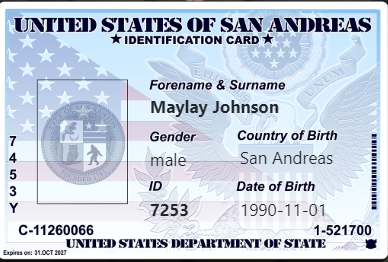 UNITED STATES OF SAN ANDREAS
★ IDENTIFICATION CARD ★
Forename & Surname
Maylay Johnson
Gender
male
Country of Birth
San Andreas
ID
7253
Date of Birth
1990-11-01
7
4
5
3
Y
C-11260066
1-521700
UNITED STATES DEPARTMENT OF STATE
Expires on: 31.OCT 2027